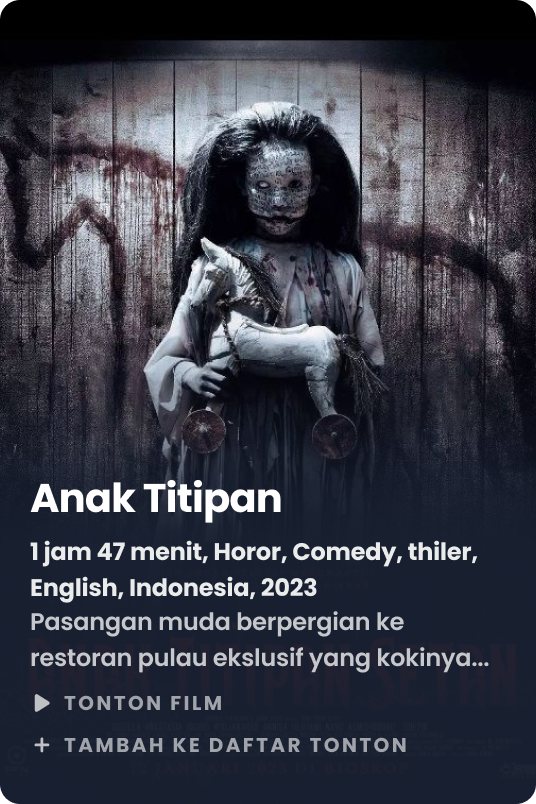 Anak Titipan
1 jam 47 menit, Horor, Comedy, thiler,
English, Indonesia, 2023
Pasangan muda berpergian ke
restoran pulau ekslusif yang kokinya...
TONTON FILM
TAMBAH KE DAFTAR TONTON